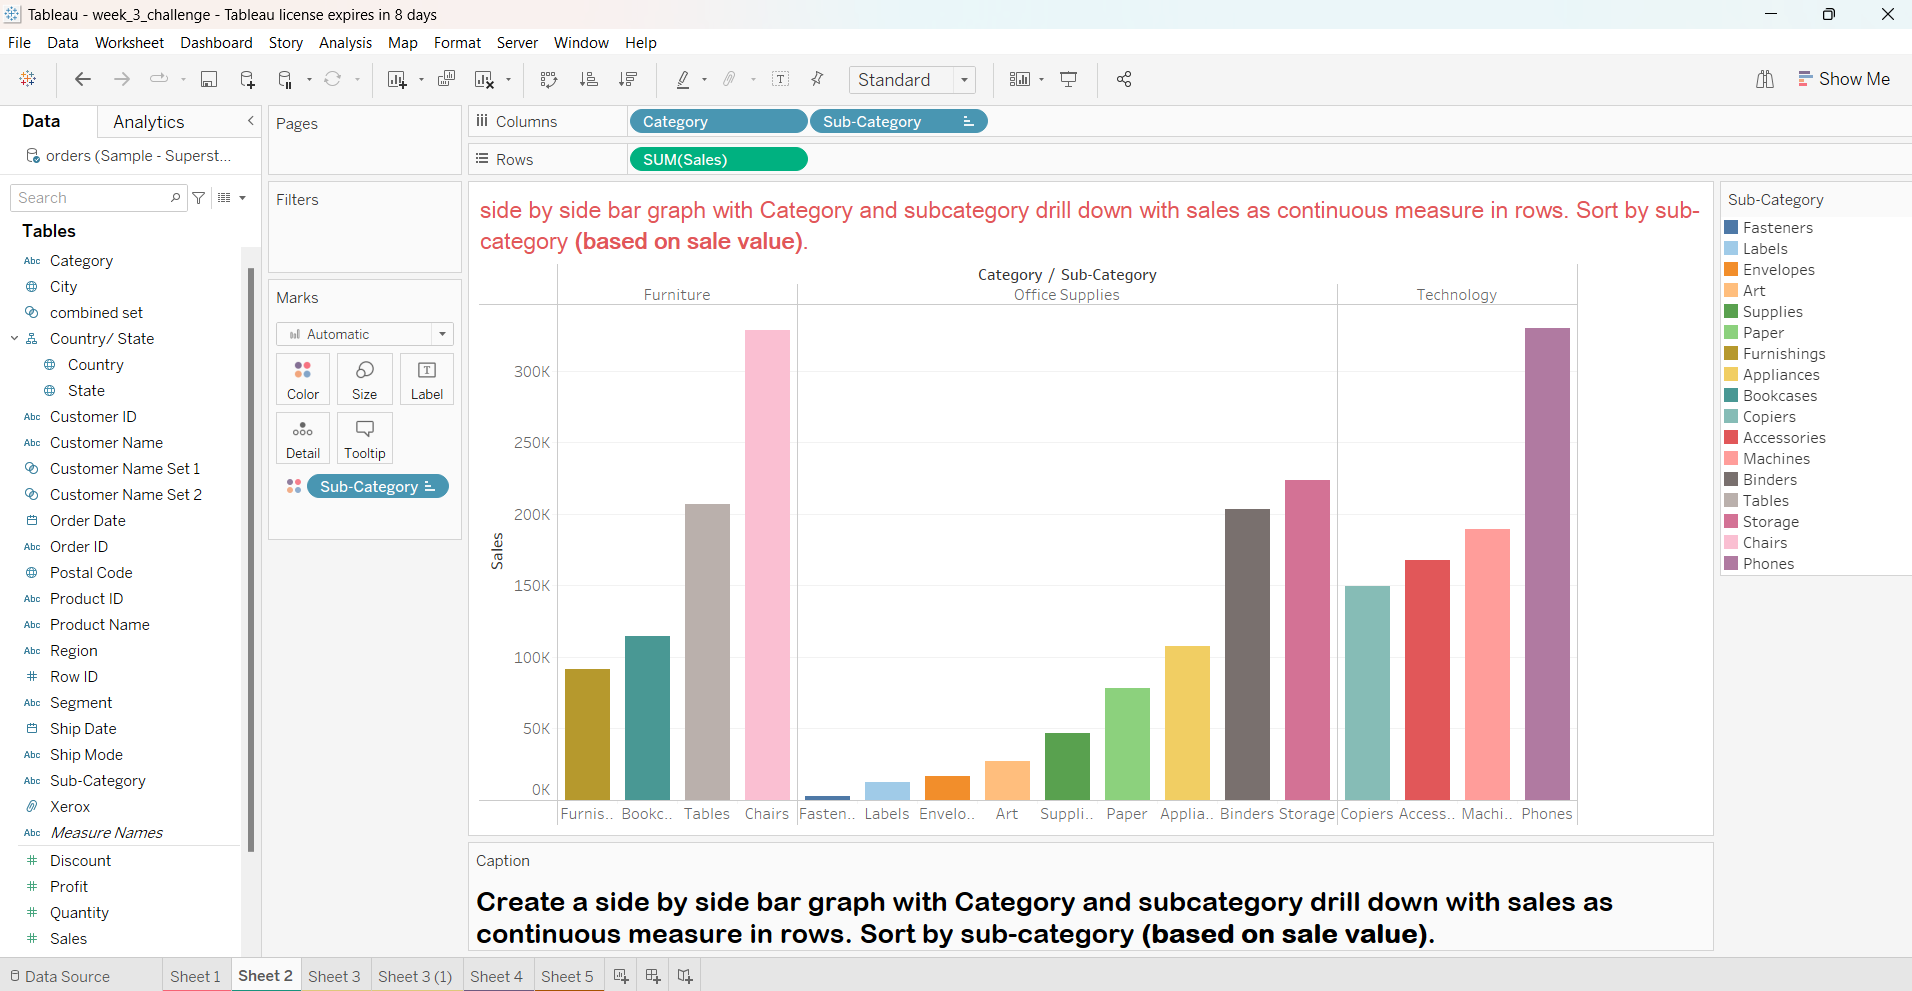 Tableau - week_3_challenge - Tableau license expires in 8 days
File Data Worksheet Dashboard Story Analysis Map Format Server Window Help
Standard
Show Me
Data Analytics
orders (Sample - Superst...
Search
Tables
Abc Category
City
combined set
Country/ State
Country
State
Abc Customer ID
Abc Customer Name
Customer Name Set 1
Customer Name Set 2
Order Date
Abc Order ID
Postal Code
Abc Product ID
Abc Product Name
Abc Region
# Row ID
Abc Segment
Ship Date
Abc Ship Mode
Abc Sub-Category
Xerox
Abc Measure Names
# Discount
# Profit
# Quantity
# Sales
Pages
Filters
Marks
Automatic
Color Size T Label
Detail Tooltip
Sub-Category
Columns Category Sub-Category
Rows SUM(Sales)
side by side bar graph with Category and subcategory drill down with sales as continuous measure in rows. Sort by sub-
category (based on sale value).
Category / Sub-Category
Furniture Office Supplies Technology
300K
250K
200K
150K
100K
50K
0K
Sales
Furnis.. Bookc.. Tables Chairs Fasten.. Labels Envelo.. Art Suppli.. Paper Applia.. Binders Storage Copiers Access.. Machi.. Phones
Sub-Category
Fasteners
Labels
Envelopes
Art
Supplies
Paper
Furnishings
Appliances
Bookcases
Copiers
Accessories
Machines
Binders
Tables
Storage
Chairs
Phones
Caption
Create a side by side bar graph with Category and subcategory drill down with sales as
continuous measure in rows. Sort by sub-category (based on sale value).
Data Source Sheet 1 Sheet 2 Sheet 3 Sheet 3 (1) Sheet 4 Sheet 5